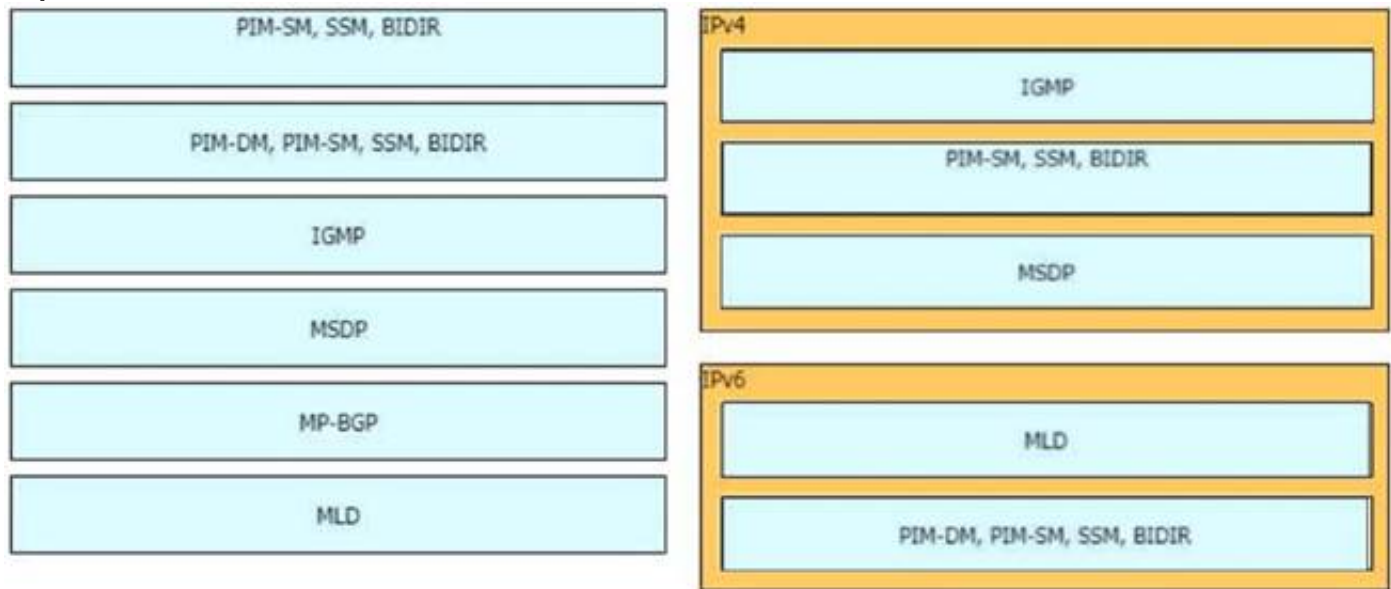 PIM-SM, SSM, BIDIR
PIM-DM, PIM-SM, SSM, BIDIR
IGMP
MSDP
MP-BGP
MLD
IPv4
IGMP
PIM-SM, SSM, BIDIR
MSDP
IPv6
MLD
PIM-DM, PIM-SM, SSM, BIDIR